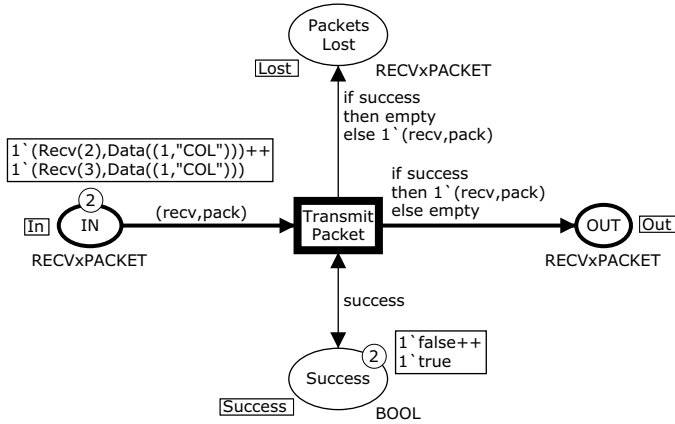 Packets
Lost
Lost
RECVxPACKET
if success
then empty
else 1`(recv,pack)
1`(Recv(2),Data((1,"COL")))++
1`(Recv(3),Data((1,"COL")))
2
IN
In
RECVxPACKET
(recv,pack)
Transmit
Packet
if success
then 1`(recv,pack)
else empty
OUT
Out
RECVxPACKET
success
2
1`false++
1`true
Success
Success
BOOL